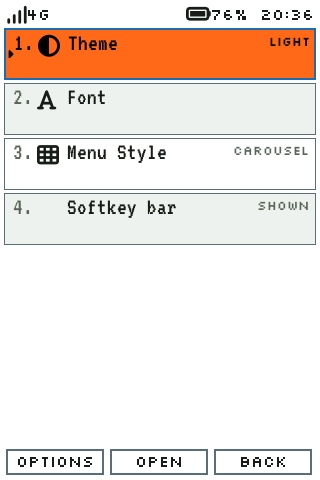 4G 76% 20:36
1. Theme LIGHT
2. Font
3. Menu Style CAROUSEL
4. Softkey bar SHOWN
OPTIONS OPEN BACK